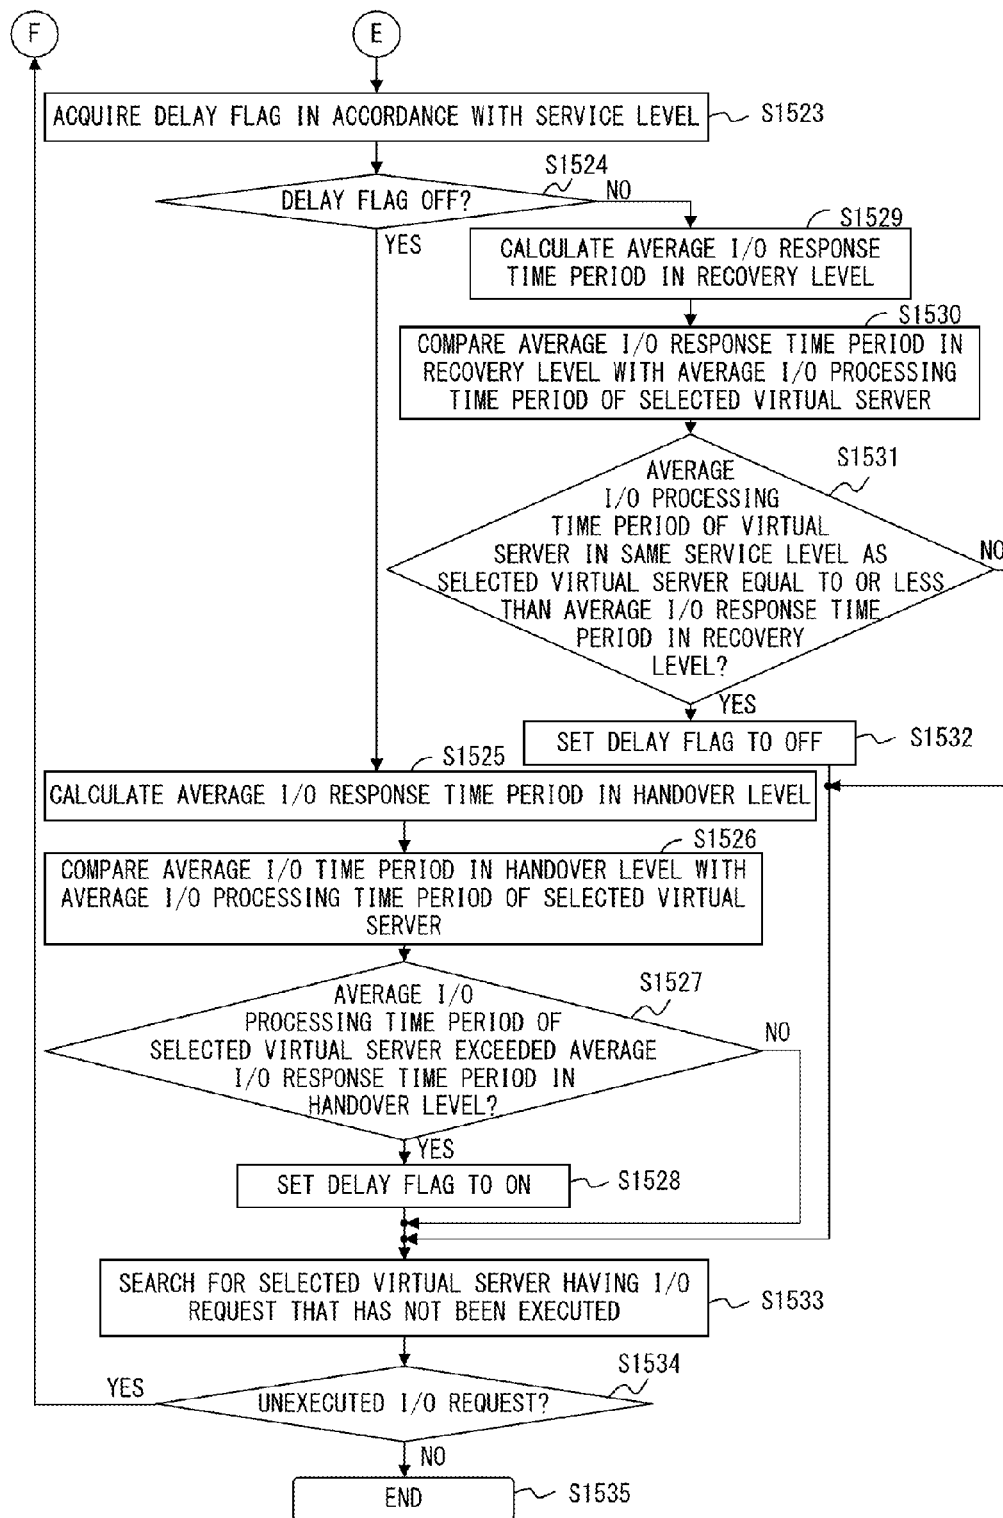 F
E
ACQUIRE DELAY FLAG IN ACCORDANCE WITH SERVICE LEVEL
S1523
S1524
DELAY FLAG OFF?
NO
YES
S1529
CALCULATE AVERAGE I/O RESPONSE
TIME PERIOD IN RECOVERY LEVEL
S1530
COMPARE AVERAGE I/O RESPONSE TIME PERIOD IN
RECOVERY LEVEL WITH AVERAGE I/O PROCESSING
TIME PERIOD OF SELECTED VIRTUAL SERVER
S1531
AVERAGE
I/O PROCESSING
TIME PERIOD OF VIRTUAL
SERVER IN SAME SERVICE LEVEL AS
SELECTED VIRTUAL SERVER EQUAL TO OR LESS
THAN AVERAGE I/O RESPONSE TIME
PERIOD IN RECOVERY
LEVEL?
NO
YES
SET DELAY FLAG TO OFF
S1532
S1525
CALCULATE AVERAGE I/O RESPONSE TIME PERIOD IN HANDOVER LEVEL
S1526
COMPARE AVERAGE I/O TIME PERIOD IN HANDOVER LEVEL WITH
AVERAGE I/O PROCESSING TIME PERIOD OF SELECTED VIRTUAL
SERVER
S1527
AVERAGE I/O
PROCESSING TIME PERIOD OF
SELECTED VIRTUAL SERVER EXCEEDED AVERAGE
I/O RESPONSE TIME PERIOD IN
HANDOVER LEVEL?
NO
YES
SET DELAY FLAG TO ON
S1528
SEARCH FOR SELECTED VIRTUAL SERVER HAVING I/O
REQUEST THAT HAS NOT BEEN EXECUTED
S1533
S1534
YES
UNEXECUTED I/O REQUEST?
NO
END
S1535